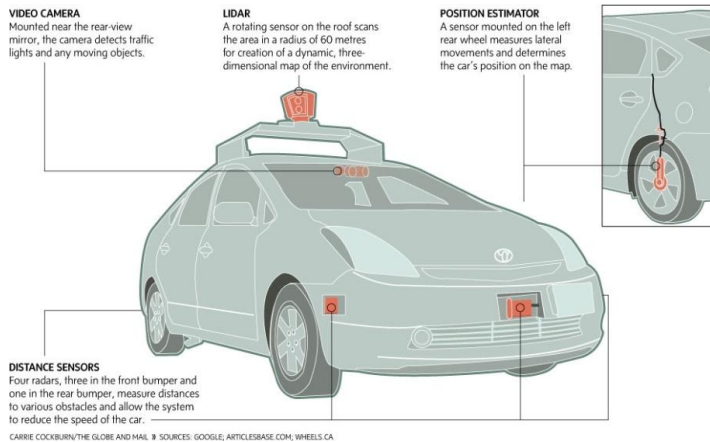 VIDEO CAMERA
Mounted near the rear-view
mirror, the camera detects traffic
lights and any moving objects.
LIDAR
A rotating sensor on the roof scans
the area in a radius of 60 metres
for creation of a dynamic, three-
dimensional map of the environment.
POSITION ESTIMATOR
A sensor mounted on the left
rear wheel measures lateral
movements and determines
the car's position on the map.
DISTANCE SENSORS
Four radars, three in the front bumper and
one in the rear bumper, measure distances
to various obstacles and allow the system
to reduce the speed of the car.
CARRIE COCKBURN/THE GLOBE AND MAIL » SOURCES: GOOGLE; ARTICLESBASE.COM; WHEELS.CA